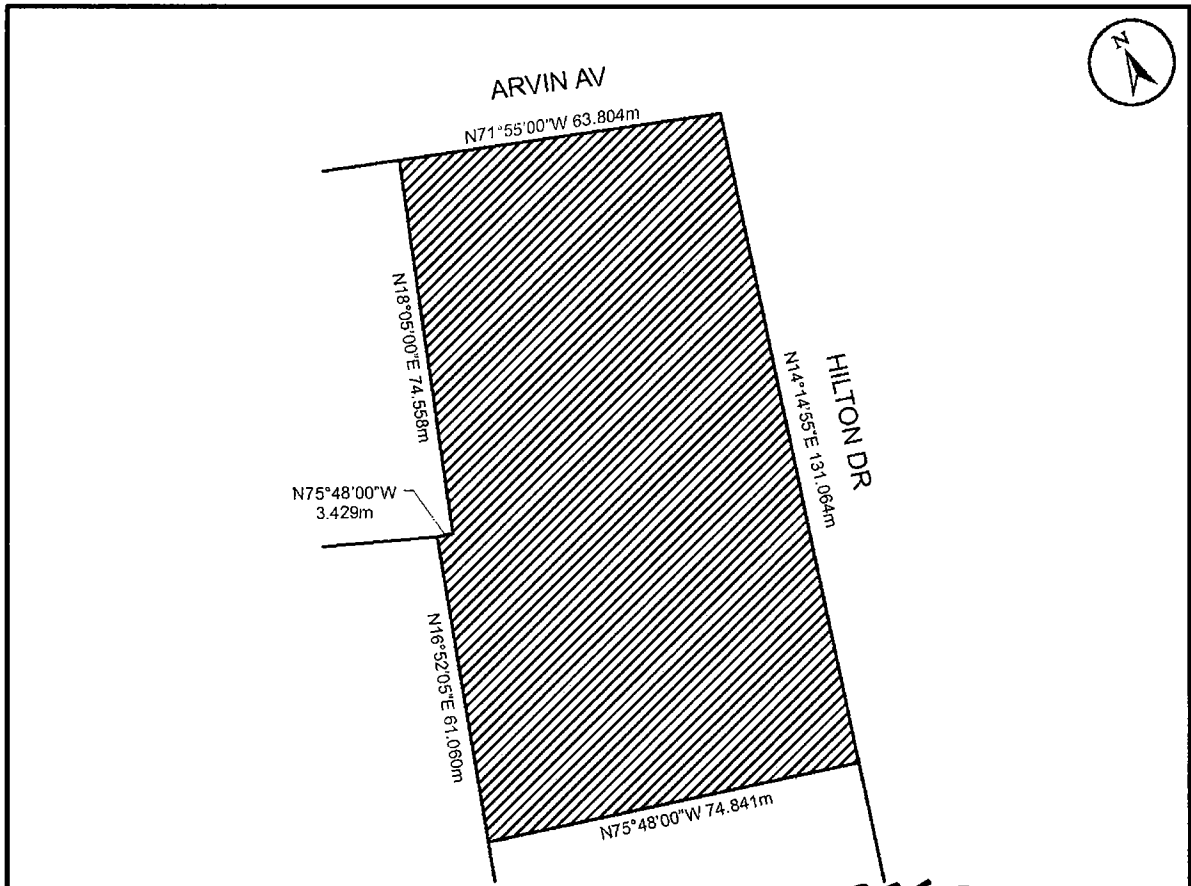 N
ARVIN AV
N71°55'00"W 63.804m
N18°05'00"E 74.558m
HILTON DR
N14°14'55"E 131.064m
N75°48'00"W
3.429m
N16°52'05"E 61.060m
N75°48'00"W 74.841m